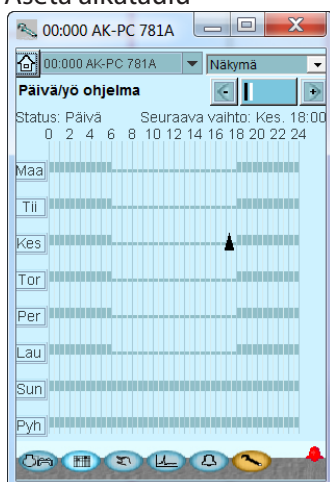 Aseta aikataulu
00:000 AK-PC 781A
00:000 AK-PC 781A Näkymä
Päivä/yö ohjelma
Status: Päivä Seuraava vaihto: Kes. 18:00
0 2 4 6 8 10 12 14 16 18 20 22 24
Maa
Tii
Kes
Tor
Per
Lau
Sun
Pyh